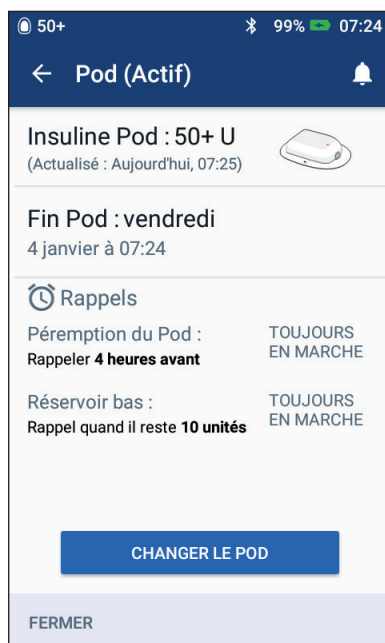 50+ 99% 07:24
Pod (Actif)
Insuline Pod : 50+ U
(Actualisé : Aujourd'hui, 07:25)
Fin Pod : vendredi
4 janvier à 07:24
Rappels
Péremption du Pod : TOUJOURS
Rappeler 4 heures avant EN MARCHE
Réservoir bas : TOUJOURS
Rappel quand il reste 10 unités EN MARCHE
CHANGER LE POD
FERMER